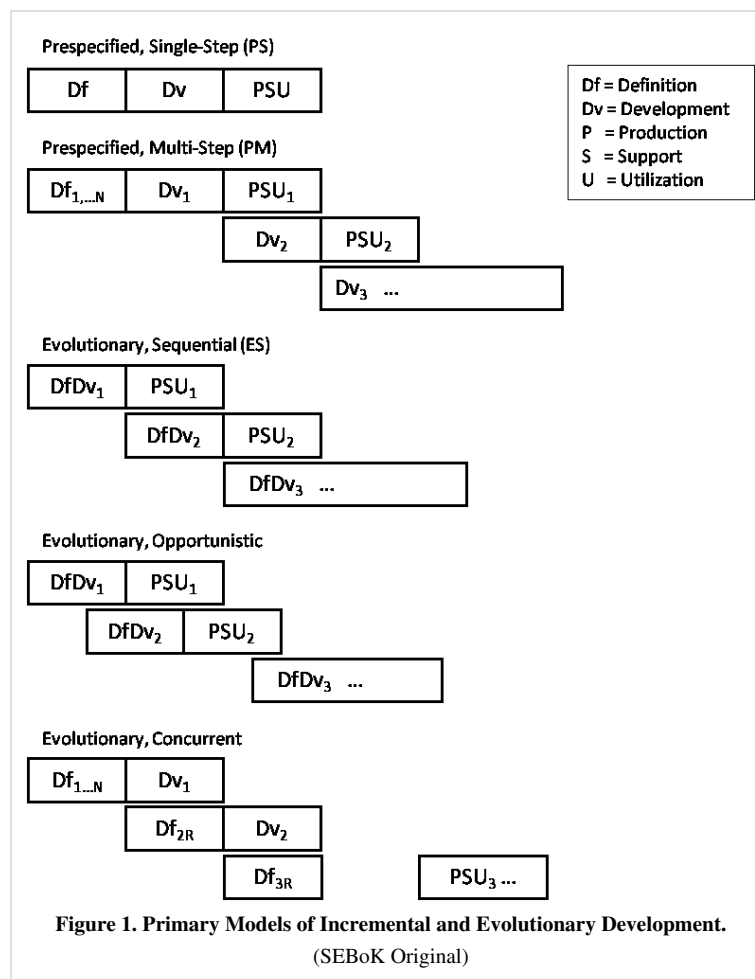 Prespecified, Single-Step (PS)
Df Dv PSU
Df = Definition
Dv = Development
P = Production
S = Support
U = Utilization
Prespecified, Multi-Step (PM)
Df₁,...N Dv₁ PSU₁
Dv₂ PSU₂
Dv₃ ...
Evolutionary, Sequential (ES)
DfDv₁ PSU₁
DfDv₂ PSU₂
DfDv₃ ...
Evolutionary, Opportunistic
DfDv₁ PSU₁
DfDv₂ PSU₂
DfDv₃ ...
Evolutionary, Concurrent
Df₁...N Dv₁
Df₂R Dv₂
Df₃R PSU₃ ...
Figure 1. Primary Models of Incremental and Evolutionary Development.
(SEBoK Original)